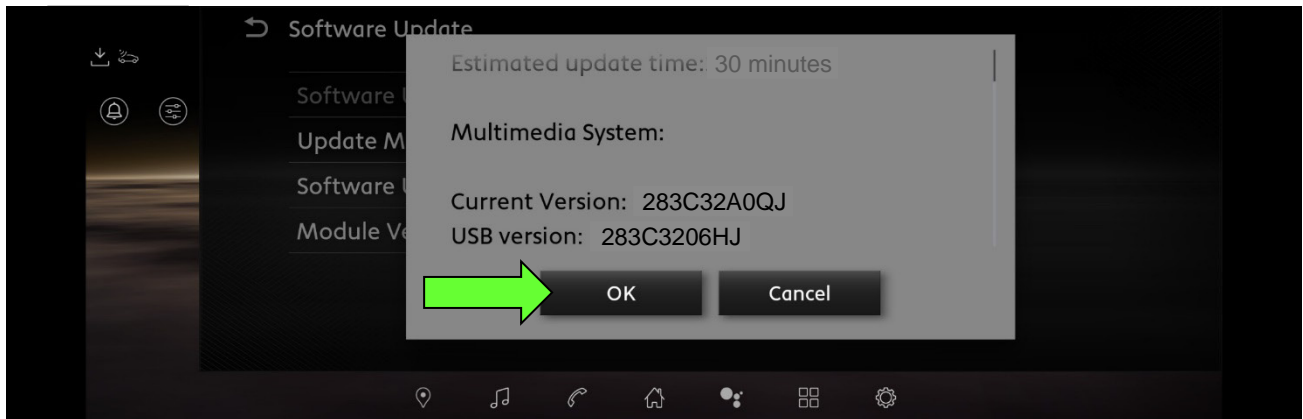 Software Update
Estimated update time: 30 minutes
Software U
Update M
Multimedia System:
Software U
Current Version: 283C32A0QJ
Module Ve
USB version: 283C3206HJ
OK
Cancel